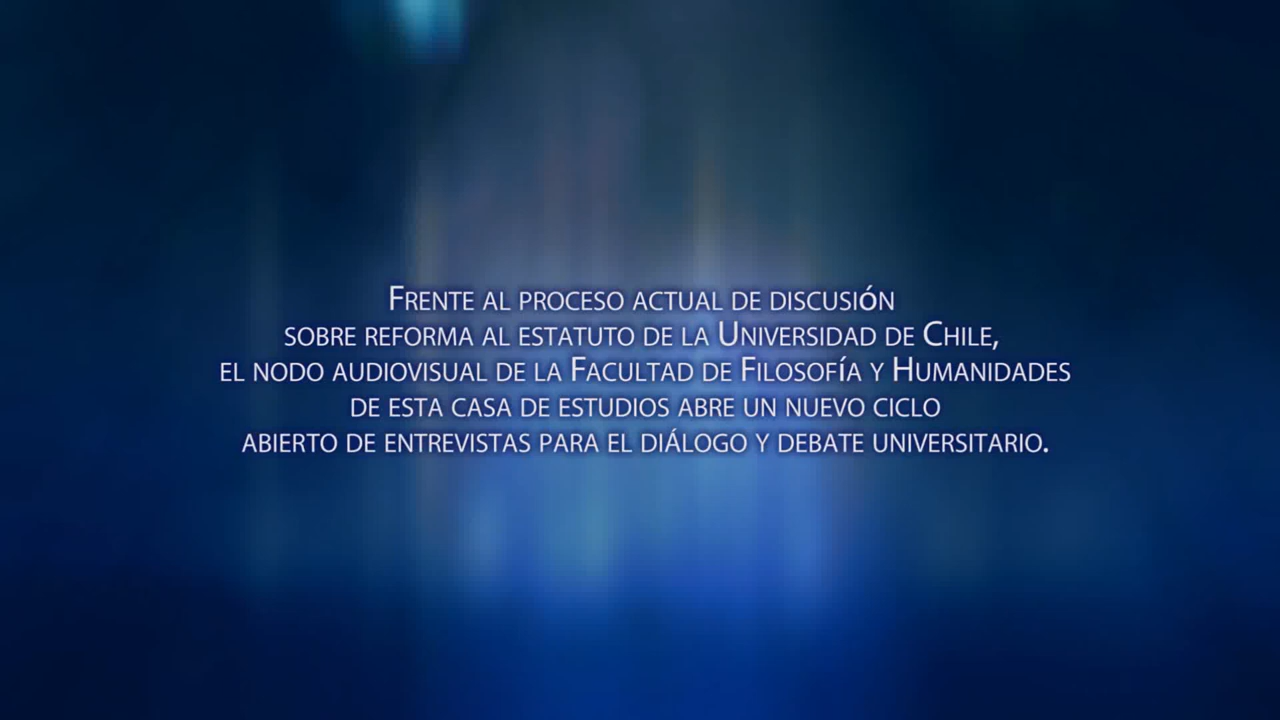 Frente al proceso actual de discusión
sobre reforma al estatuto de la Universidad de Chile,
el nodo audiovisual de la Facultad de Filosofía y Humanidades
de esta casa de estudios abre un nuevo ciclo
abierto de entrevistas para el diálogo y debate universitario.